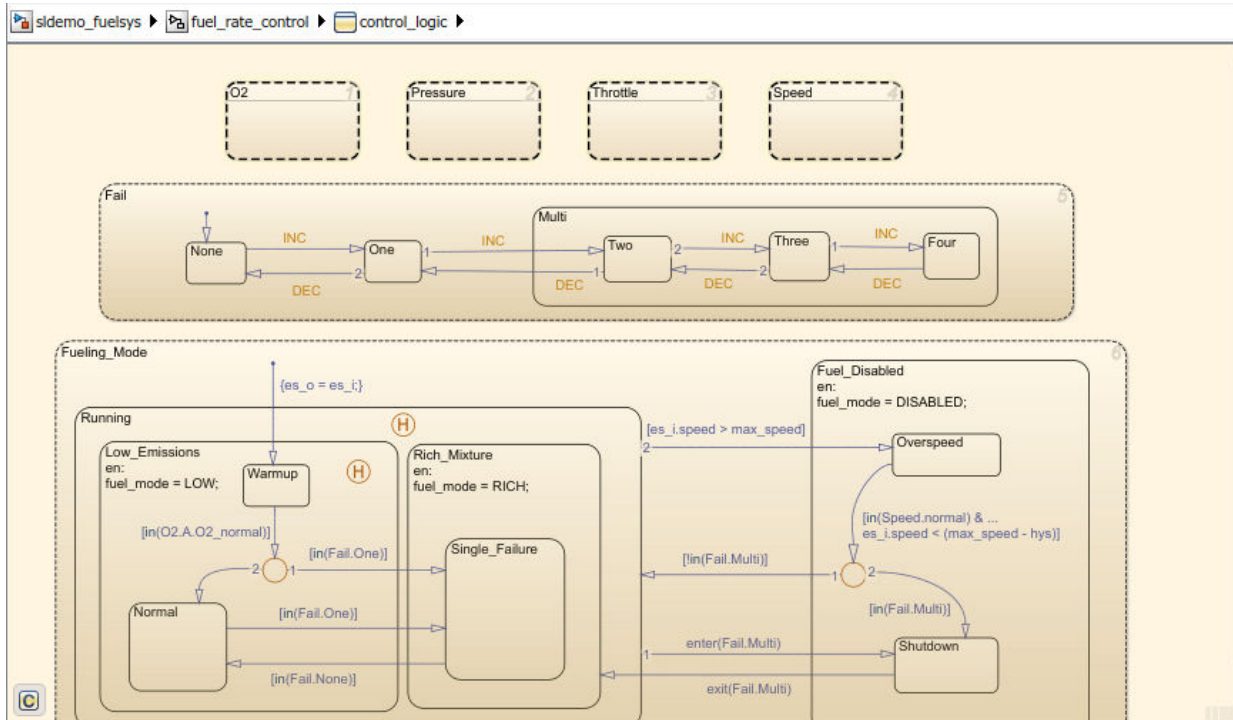 sldemo_fuelsys fuel_rate_control control_logic
O2 1
Pressure 2
Throttle 3
Speed 4
Fail 5
Multi
None
INC
DEC
One
1
2
INC
DEC
Two
1
2
INC
DEC
Three
1
2
INC
DEC
Four
Fueling_Mode 6
{es_o = es_i;}
Running
H
Low_Emissions
en:
fuel_mode = LOW;
H
Warmup
[in(O2.A.O2_normal)]
2
1
[in(Fail.One)]
Normal
[in(Fail.One)]
[in(Fail.None)]
Rich_Mixture
en:
fuel_mode = RICH;
Single_Failure
[es_i.speed > max_speed]
2
[!in(Fail.Multi)]
1
enter(Fail.Multi)
exit(Fail.Multi)
Fuel_Disabled
en:
fuel_mode = DISABLED;
Overspeed
[in(Speed.normal) & ...
es_i.speed < (max_speed - hys)]
1
2
[in(Fail.Multi)]
Shutdown
C